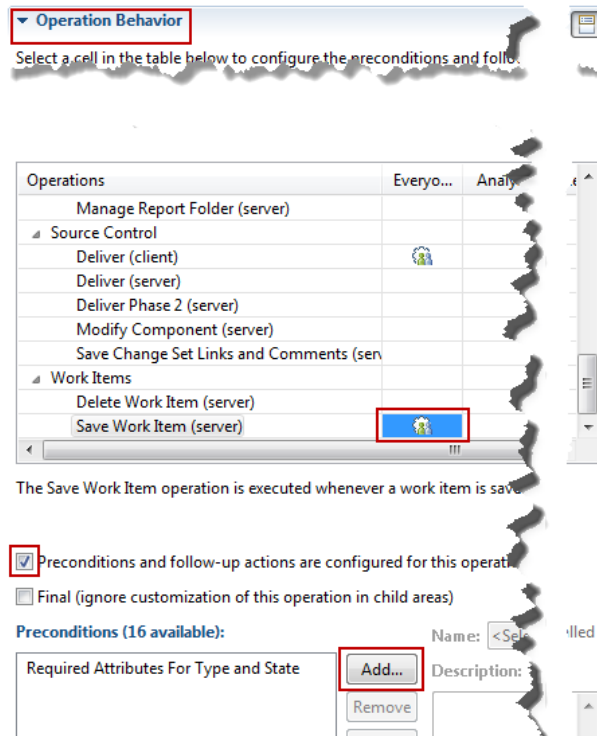 Operation Behavior
Select a cell in the table below to configure the preconditions and
Operations Everyo...
Manage Report Folder (server)
Source Control
Deliver (client)
Deliver (server)
Deliver Phase 2 (server)
Modify Component (server)
Save Change Set Links and Comments (serv
Work Items
Delete Work Item (server)
Save Work Item (server)
The Save Work Item operation is executed whenever a work item is
Preconditions and follow-up actions are configured for this
Final (ignore customization of this operation in child areas)
Preconditions (16 available):
Name:
Required Attributes For Type and State
Add...
Description:
Remove